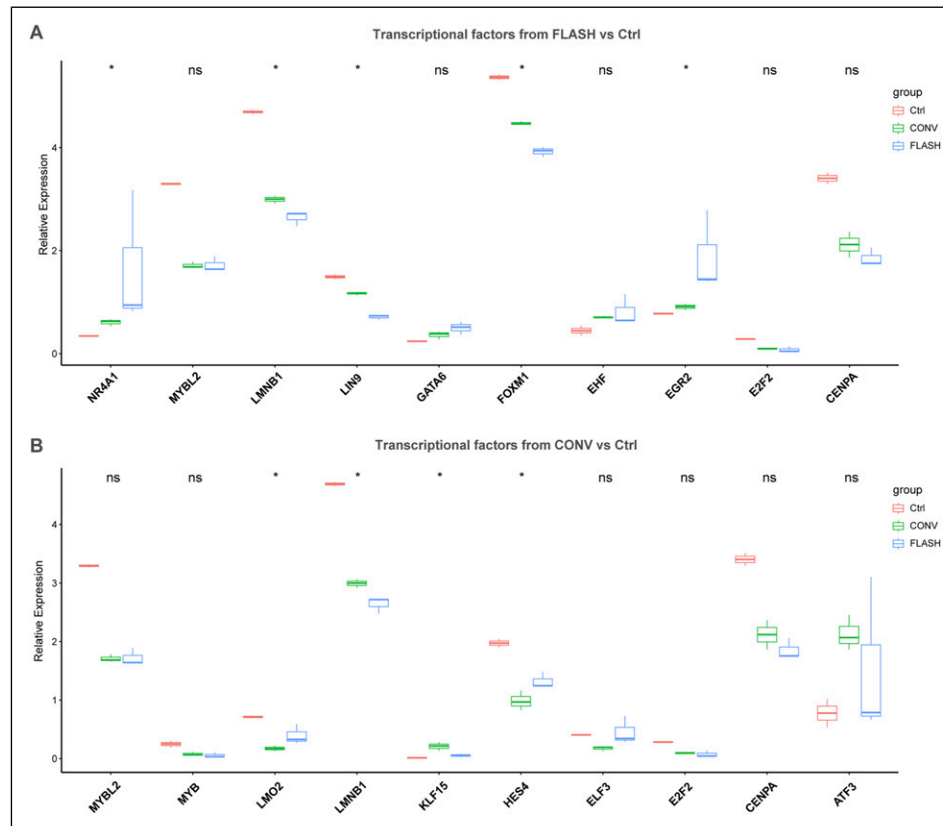 A
Transcriptional factors from FLASH vs Ctrl
* ns * * ns * ns * ns ns
group
Ctrl
CONV
FLASH
Relative Expression
4
2
0
NR4A1 MYBL2 LMNB1 LIN9 GATA6 FOXM1 EHF EGR2 E2F2 CENPA
B
Transcriptional factors from CONV vs Ctrl
ns ns * * * * ns ns ns ns
group
Ctrl
CONV
FLASH
Relative Expression
4
3
2
1
0
MYBL2 MYB LMO2 LMNB1 KLF15 HES4 ELF3 E2F2 CENPA ATF3